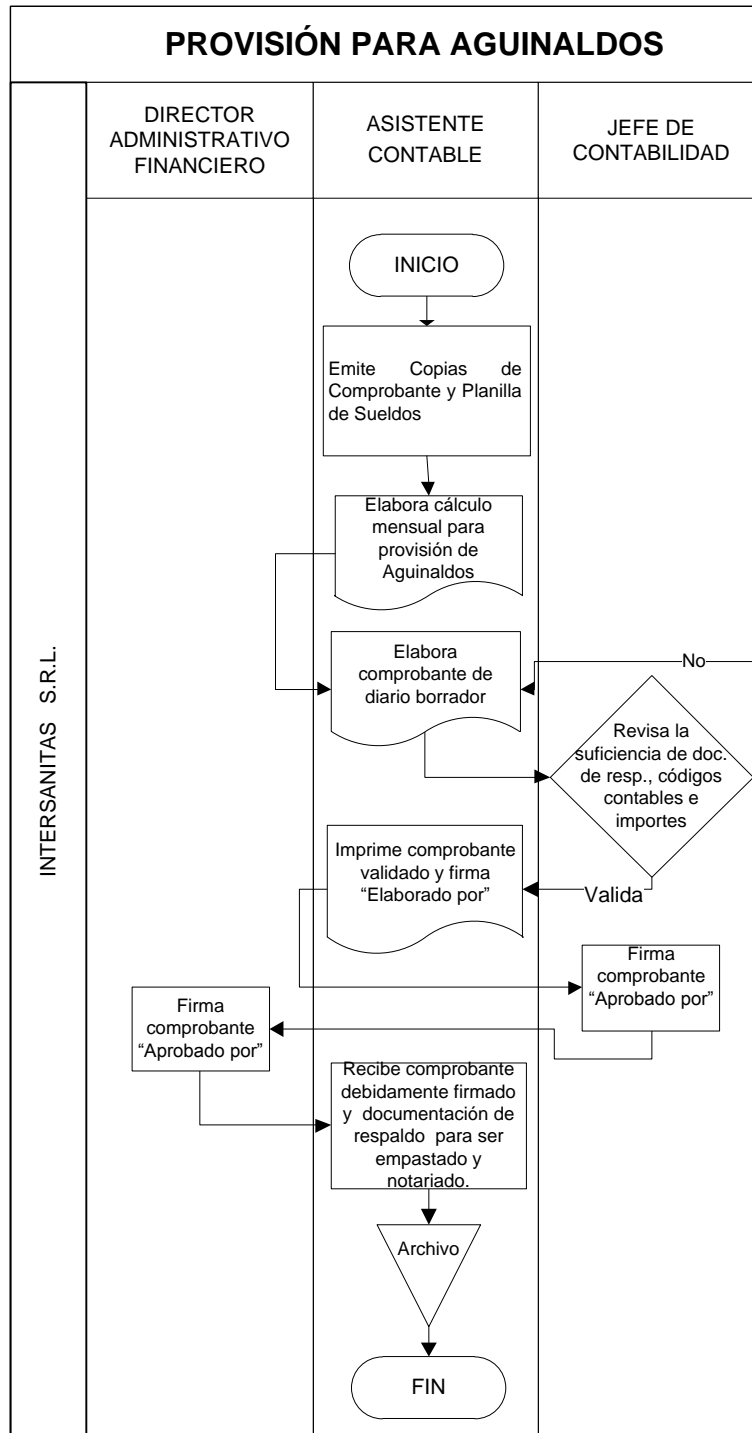 PROVISIÓN PARA AGUINALDOS
DIRECTOR
ADMINISTRATIVO
FINANCIERO
ASISTENTE
CONTABLE
JEFE DE
CONTABILIDAD
INTERSANITAS S.R.L.
INICIO
Emite Copias de
Comprobante y Planilla
de Sueldos
Elabora cálculo
mensual para
provisión de
Aguinaldos
Elabora
comprobante de
diario borrador
No
Revisa la
suficiencia de doc.
de resp., códigos
contables e
importes
Imprime comprobante
validado y firma
“Elaborado por”
Valida
Firma
comprobante
“Aprobado por”
Firma
comprobante
“Aprobado por”
Recibe comprobante
debidamente firmado
y documentación de
respaldo para ser
empastado y
notariado.
Archivo
FIN